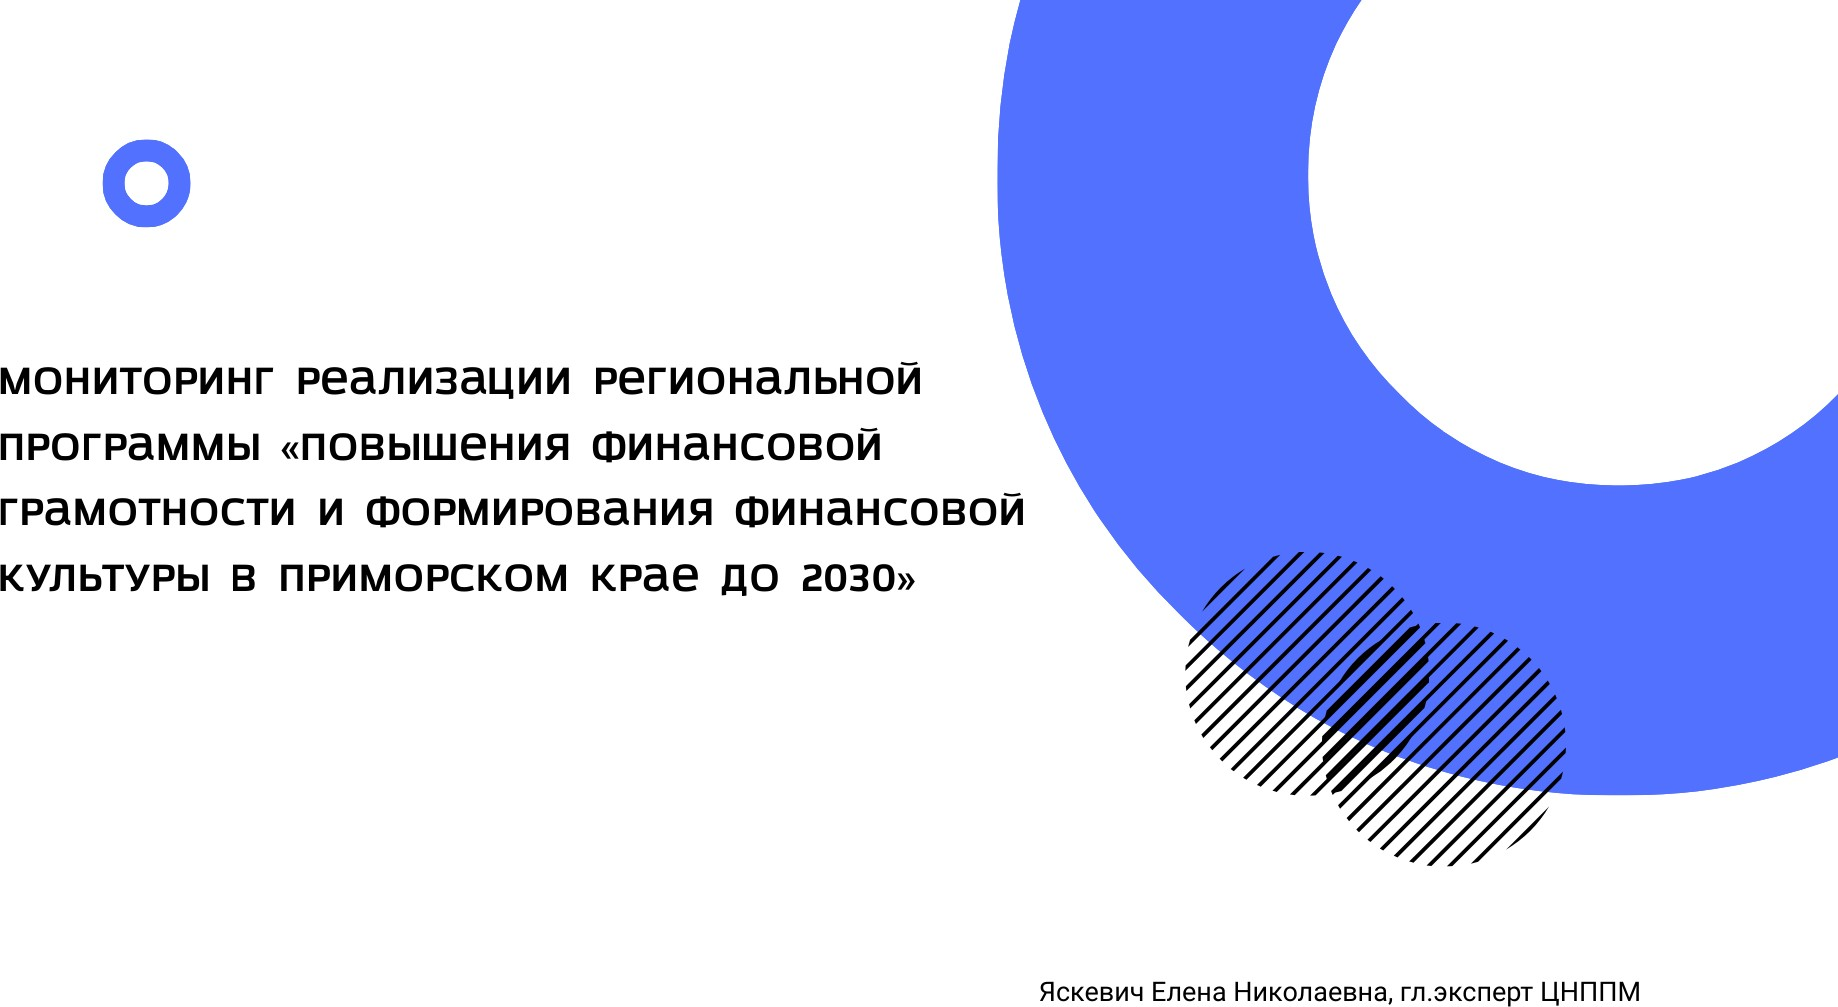 Мониторинг реализации региональной
программы «Повышения финансовой
грамотности и формирования финансовой
культуры в Приморском крае до 2030»
Яскевич Елена Николаевна, гл.эксперт ЦНППМ